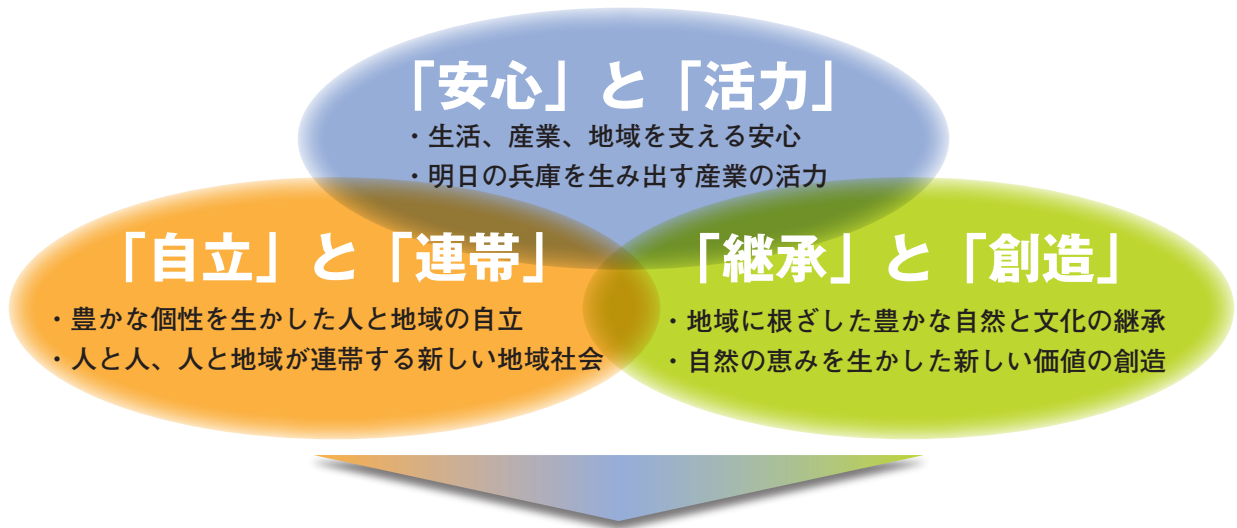 「安心」と「活力」
・生活、産業、地域を支える安心
・明日の兵庫を生み出す産業の活力
「自立」と「連帯」
・豊かな個性を生かした人と地域の自立
・人と人、人と地域が連帯する新しい地域社会
「継承」と「創造」
・地域に根ざした豊かな自然と文化の継承
・自然の恵みを生かした新しい価値の創造